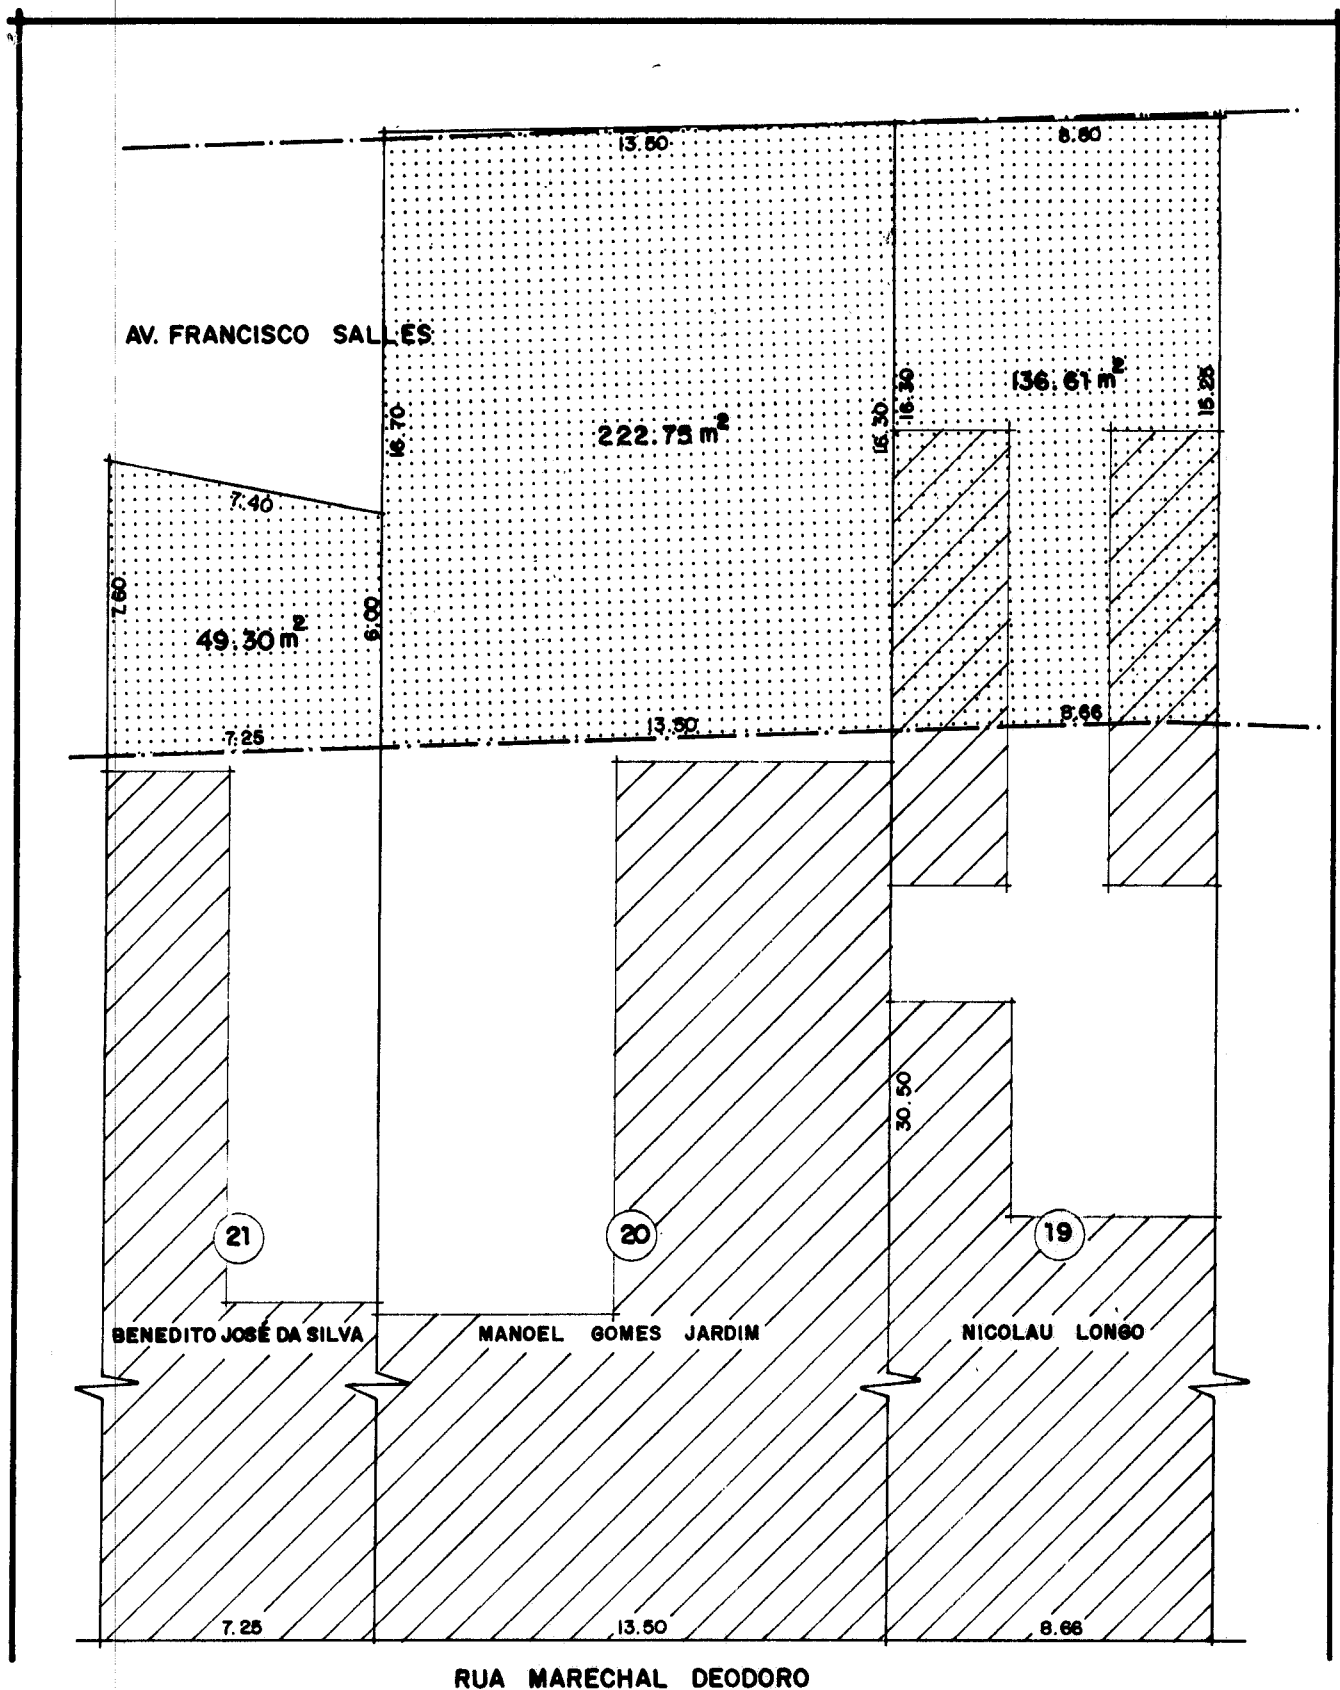 13.50
8.60
AV. FRANCISCO SALLES
136.61 m²
16.30
15.25
16.70
222.75 m²
16.30
7.40
7.60
6.00
49.30 m²
7.25
13.50
8.66
30.50
21
20
19
BENEDITO JOSÉ DA SILVA
MANOEL GOMES JARDIM
NICOLAU LONGO
7.25
13.50
8.66
RUA MARECHAL DEODORO